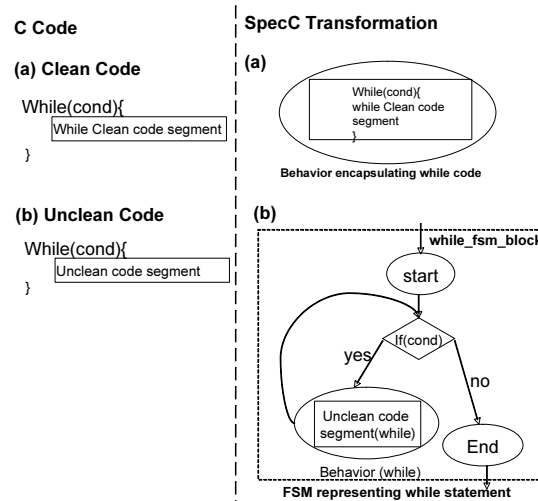 C Code
(a) Clean Code
While(cond){
While Clean code segment
}
(b) Unclean Code
While(cond){
Unclean code segment
}
SpecC Transformation
(a)
While(cond){
while Clean code
segment
}
Behavior encapsulating while code
(b)
while_fsm_block
start
If(cond)
yes
no
Unclean code
segment(while)
Behavior (while)
End
FSM representing while statement